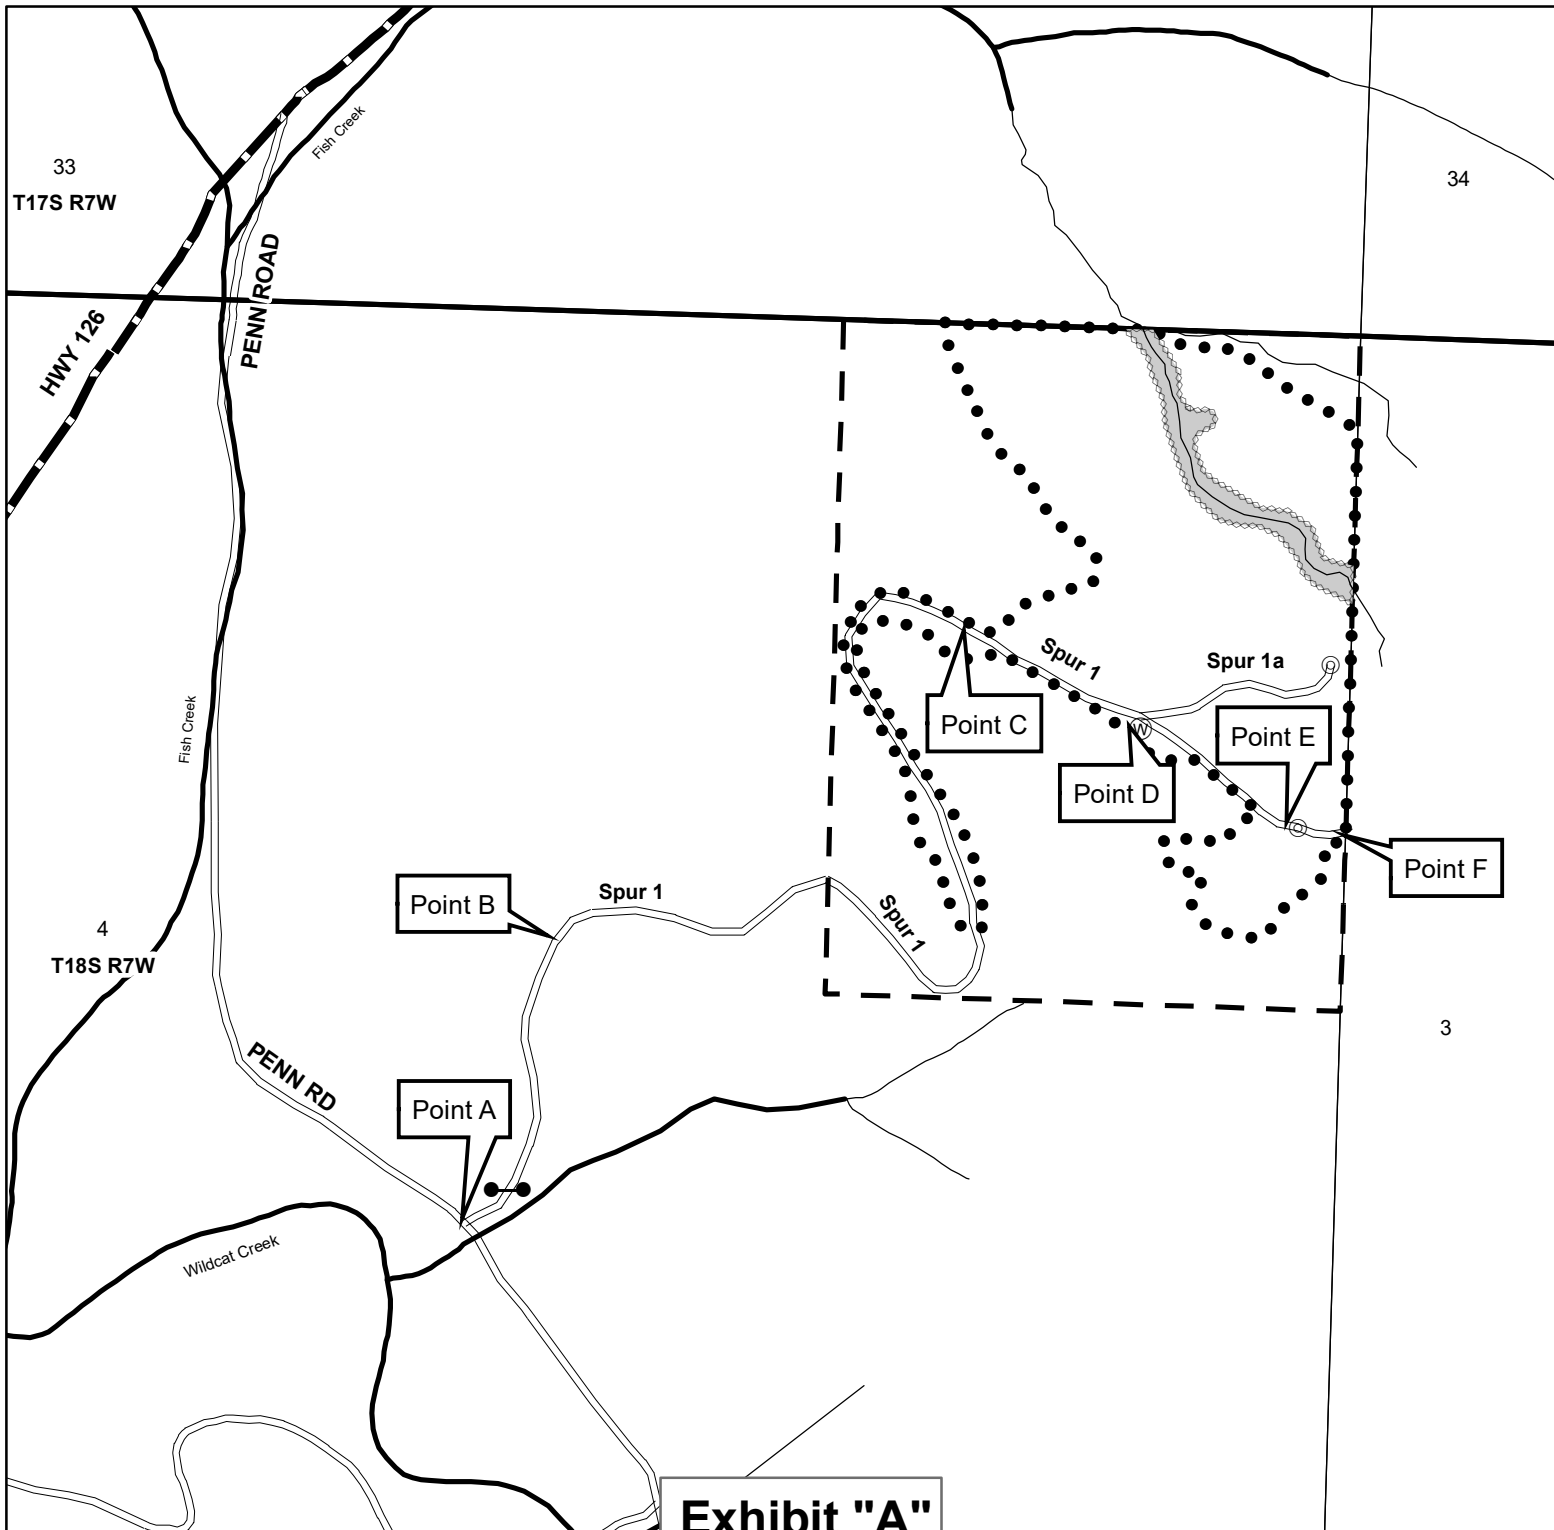 Fish Creek
33
T17S R7W
34
PENN ROAD
HWY 126
Spur 1
Spur 1a
Fish Creek
Point C
Point E
W
Point D
Point F
Point B
Spur 1
Spur 1
4
T18S R7W
3
PENN RD
Point A
Wildcat Creek
Exhibit "A"